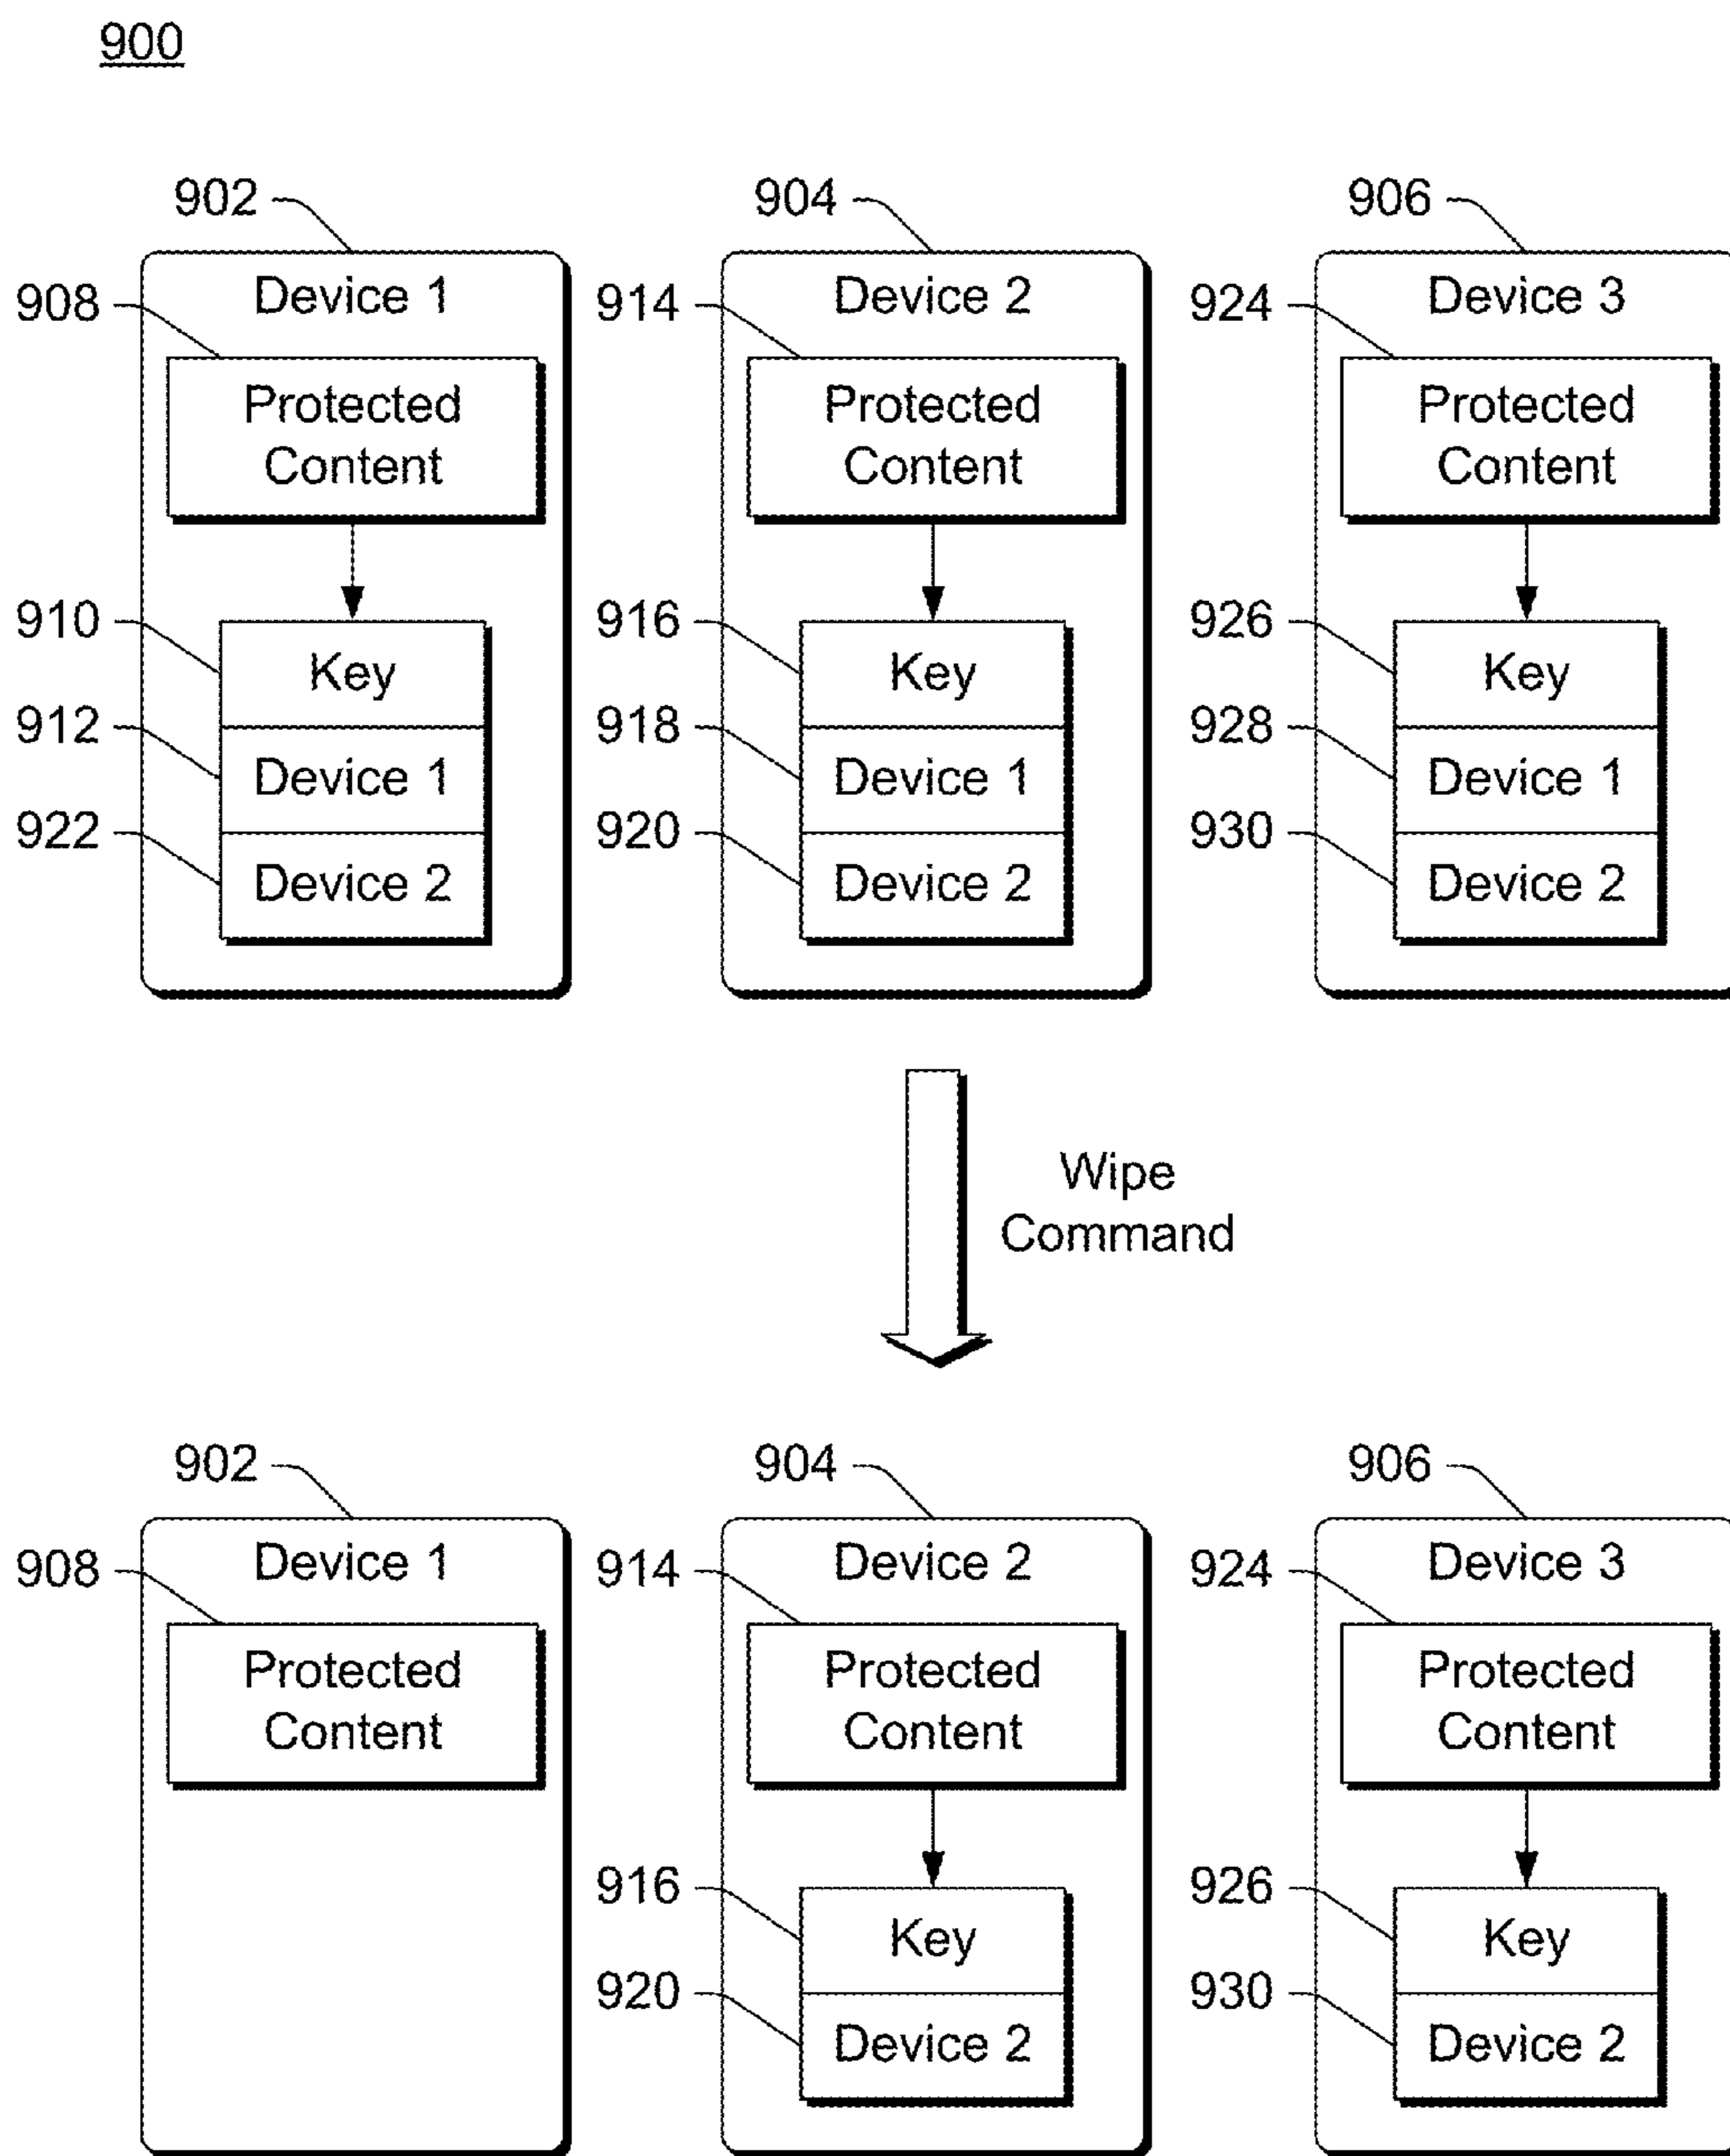 900
902 904 906
Device 1 Device 2 Device 3
908 914 924
Protected Protected Protected
Content Content Content
910 916 926
Key Key Key
912 918 928
Device 1 Device 1 Device 1
922 920 930
Device 2 Device 2 Device 2
Wipe
Command
902 904 906
Device 1 Device 2 Device 3
908 914 924
Protected Protected Protected
Content Content Content
916 926
Key Key
920 930
Device 2 Device 2